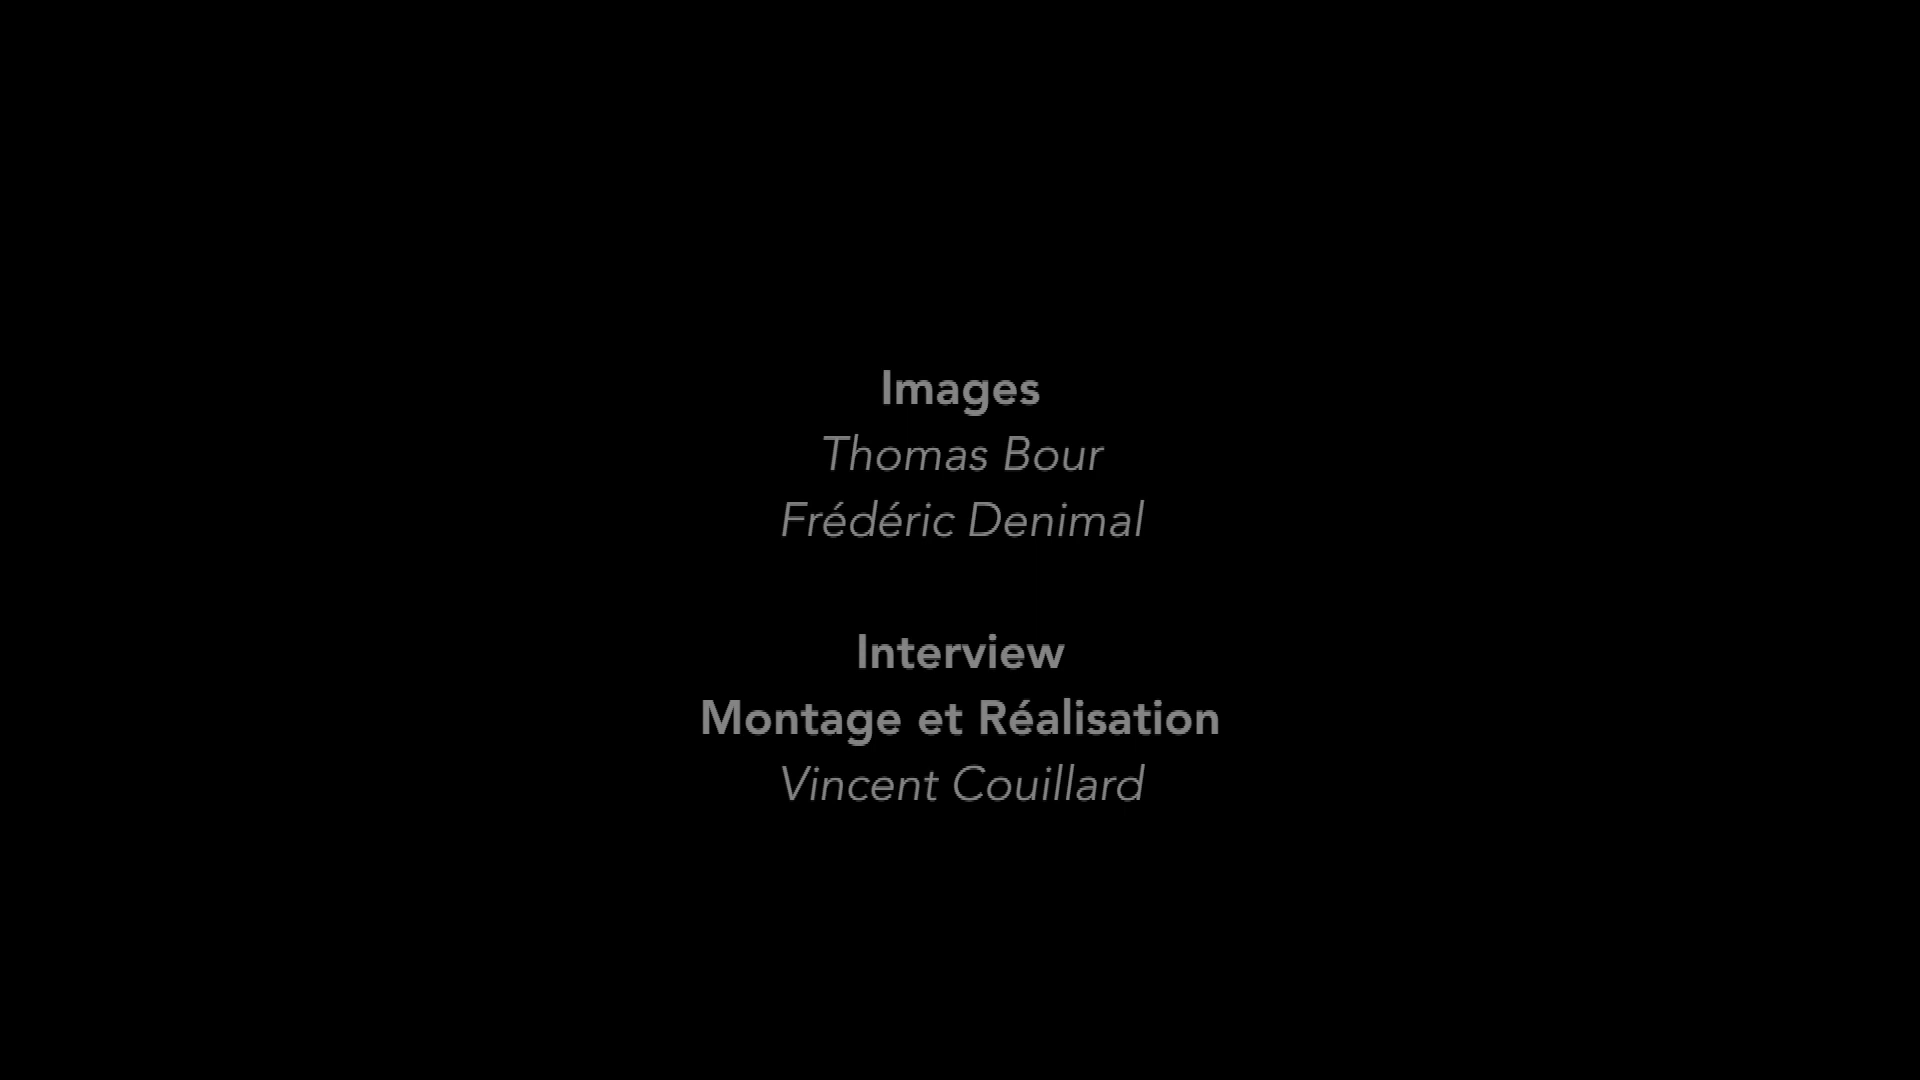 Images
Thomas Bour
Frédéric Denimal
Interview
Montage et Réalisation
Vincent Couillard